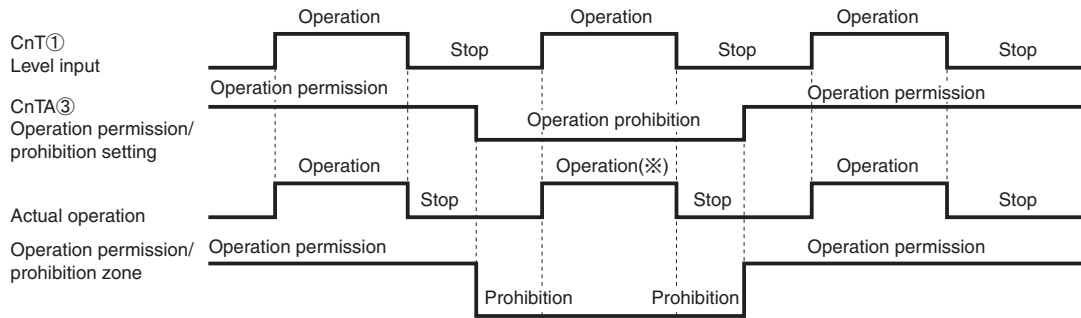 Operation Operation Operation
CnT① Stop Stop Stop
Level input
Operation permission Operation permission
CnTA③
Operation permission/ Operation prohibition
prohibition setting
Operation Operation(※) Operation
Actual operation Stop Stop Stop
Operation permission/ Operation permission Operation permission
prohibition zone
Prohibition Prohibition